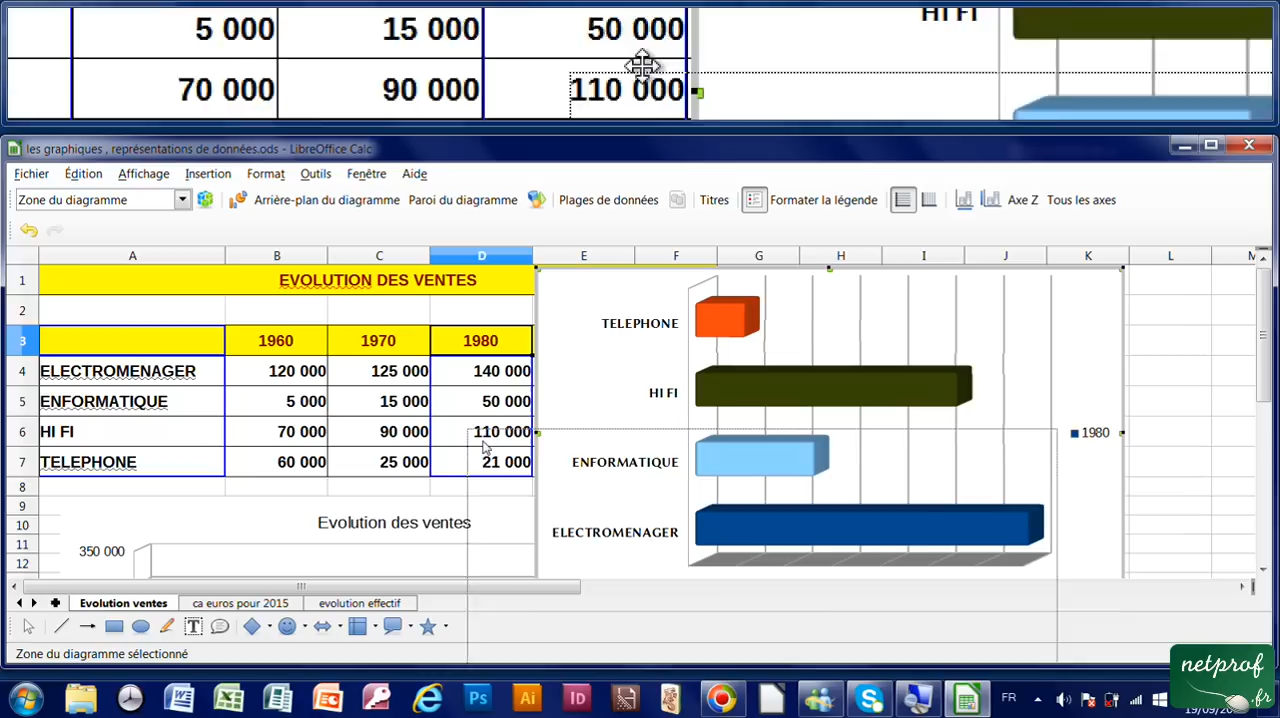 5 000 15 000 50 000 HI FI
70 000 90 000 110 000
les graphiques , représentations de données.ods - LibreOffice Calc
Fichier Édition Affichage Insertion Format Outils Fenêtre Aide
Zone du diagramme Arrière-plan du diagramme Paroi du diagramme Plages de données Titres Formater la légende Axe Z Tous les axes
A B C D E F G H I J K L M
1 EVOLUTION DES VENTES
2
3 1960 1970 1980
4 ELECTROMENAGER 120 000 125 000 140 000
5 ENFORMATIQUE 5 000 15 000 50 000
6 HI FI 70 000 90 000 110 000
7 TELEPHONE 60 000 25 000 21 000
8
9
10 Evolution des ventes
11 350 000
12
TELEPHONE
HI FI
1980
ENFORMATIQUE
ELECTROMENAGER
Evolution ventes ca euros pour 2015 evolution effectif
T
Zone du diagramme sélectionné
netprof
.fr
W X P Ps Ai ID S FR